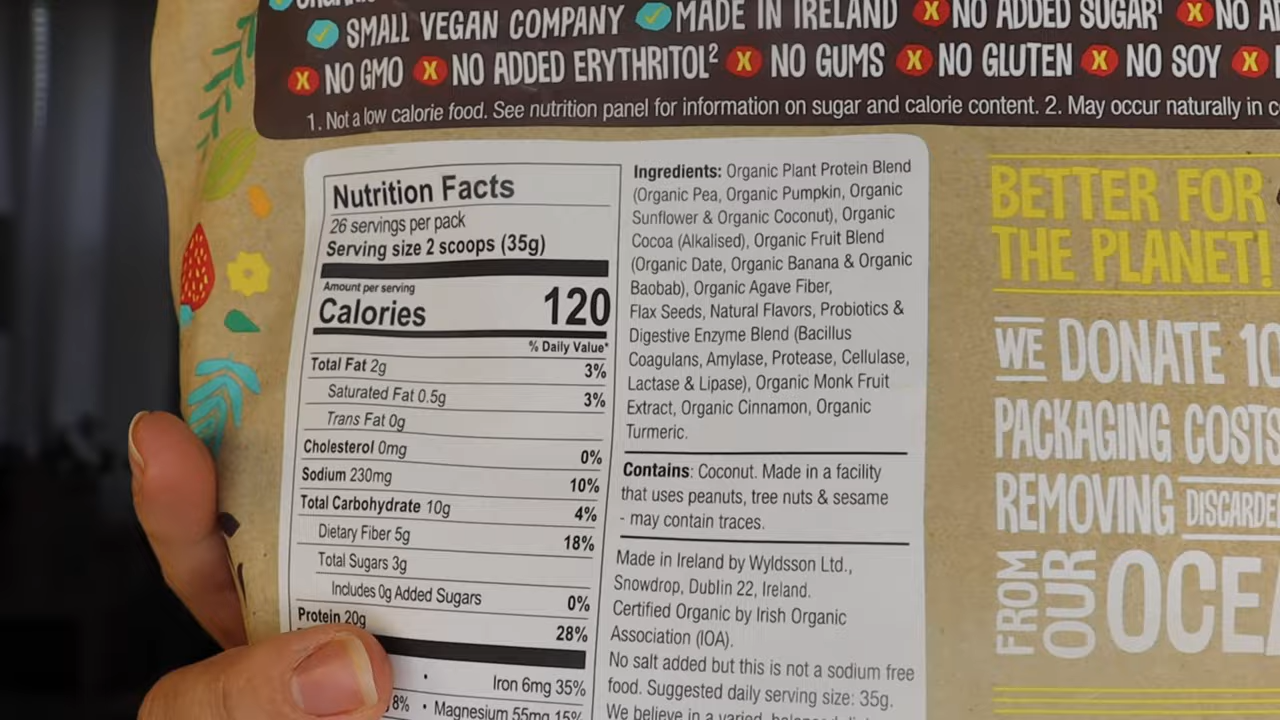 SMALL VEGAN COMPANY MADE IN IRELAND X NO ADDED SUGAR¹ X
X NO GMO X NO ADDED ERYTHRITOL² X NO GUMS X NO GLUTEN X NO SOY X
1. Not a low calorie food. See nutrition panel for information on sugar and calorie content. 2. May occur naturally in
Nutrition Facts
26 servings per pack
Serving size 2 scoops (35g)
Amount per serving
Calories 120
% Daily Value*
Total Fat 2g 3%
Saturated Fat 0.5g 3%
Trans Fat 0g
Cholesterol 0mg 0%
Sodium 230mg 10%
Total Carbohydrate 10g 4%
Dietary Fiber 5g 18%
Total Sugars 3g
Includes 0g Added Sugars 0%
Protein 20g 28%
• Iron 6mg 35%
8% • Magnesium 55mg 15%
Ingredients: Organic Plant Protein Blend
(Organic Pea, Organic Pumpkin, Organic
Sunflower & Organic Coconut), Organic
Cocoa (Alkalised), Organic Fruit Blend
(Organic Date, Organic Banana & Organic
Baobab), Organic Agave Fiber,
Flax Seeds, Natural Flavors, Probiotics &
Digestive Enzyme Blend (Bacillus
Coagulans, Amylase, Protease, Cellulase,
Lactase & Lipase), Organic Monk Fruit
Extract, Organic Cinnamon, Organic
Turmeric.
Contains: Coconut. Made in a facility
that uses peanuts, tree nuts & sesame
- may contain traces.
Made in Ireland by Wyldsson Ltd.,
Snowdrop, Dublin 22, Ireland.
Certified Organic by Irish Organic
Association (IOA).
No salt added but this is not a sodium free
food. Suggested daily serving size: 35g.
We believe in a varied, balanced
BETTER FOR
THE PLANET!
WE DONATE 10
PACKAGING COSTS
REMOVING DISCARDE
FROM OUR OCEA